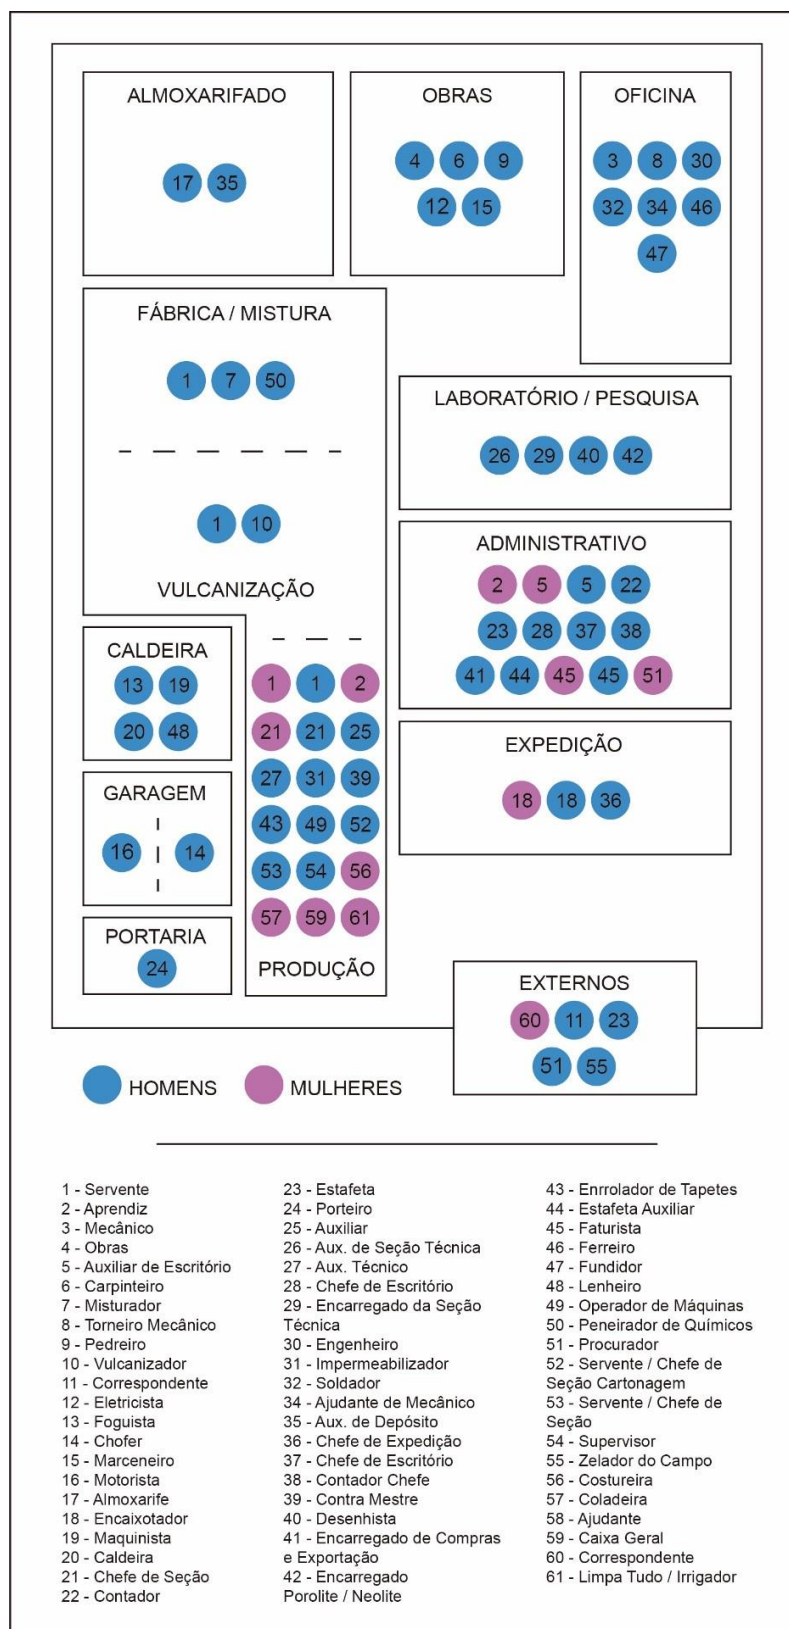 ALMOXARIFADO
17 35
OBRAS
4 6 9
12 15
OFICINA
3 8 30
32 34 46
47
FÁBRICA / MISTURA
1 7 50
1 10
VULCANIZAÇÃO
LABORATÓRIO / PESQUISA
26 29 40 42
ADMINISTRATIVO
2 5 5 22
23 28 37 38
41 44 45 45 51
CALDEIRA
13 19
20 48
GARAGEM
16 14
PORTARIA
24
1 1 2
21 21 25
27 31 39
43 49 52
53 54 56
57 59 61
PRODUÇÃO
EXPEDIÇÃO
18 18 36
EXTERNOS
60 11 23
51 55
HOMENS
MULHERES
1 - Servente
2 - Aprendiz
3 - Mecânico
4 - Obras
5 - Auxiliar de Escritório
6 - Carpinteiro
7 - Misturador
8 - Torneiro Mecânico
9 - Pedreiro
10 - Vulcanizador
11 - Correspondente
12 - Eletricista
13 - Foguista
14 - Chofer
15 - Marceneiro
16 - Motorista
17 - Almoxarife
18 - Encaixotador
19 - Maquinista
20 - Caldeira
21 - Chefe de Seção
22 - Contador
23 - Estafeta
24 - Porteiro
25 - Auxiliar
26 - Aux. de Seção Técnica
27 - Aux. Técnico
28 - Chefe de Escritório
29 - Encarregado da Seção
Técnica
30 - Engenheiro
31 - Impermeabilizador
32 - Soldador
34 - Ajudante de Mecânico
35 - Aux. de Depósito
36 - Chefe de Expedição
37 - Chefe de Escritório
38 - Contador Chefe
39 - Contra Mestre
40 - Desenhista
41 - Encarregado de Compras
e Exportação
42 - Encarregado
Porolite / Neolite
43 - Enrrolador de Tapetes
44 - Estafeta Auxiliar
45 - Faturista
46 - Ferreiro
47 - Fundidor
48 - Lenheiro
49 - Operador de Máquinas
50 - Peneirador de Químicos
51 - Procurador
52 - Servente / Chefe de
Seção Cartonagem
53 - Servente / Chefe de
Seção
54 - Supervisor
55 - Zelador do Campo
56 - Costureira
57 - Coladeira
58 - Ajudante
59 - Caixa Geral
60 - Correspondente
61 - Limpa Tudo / Irrigador